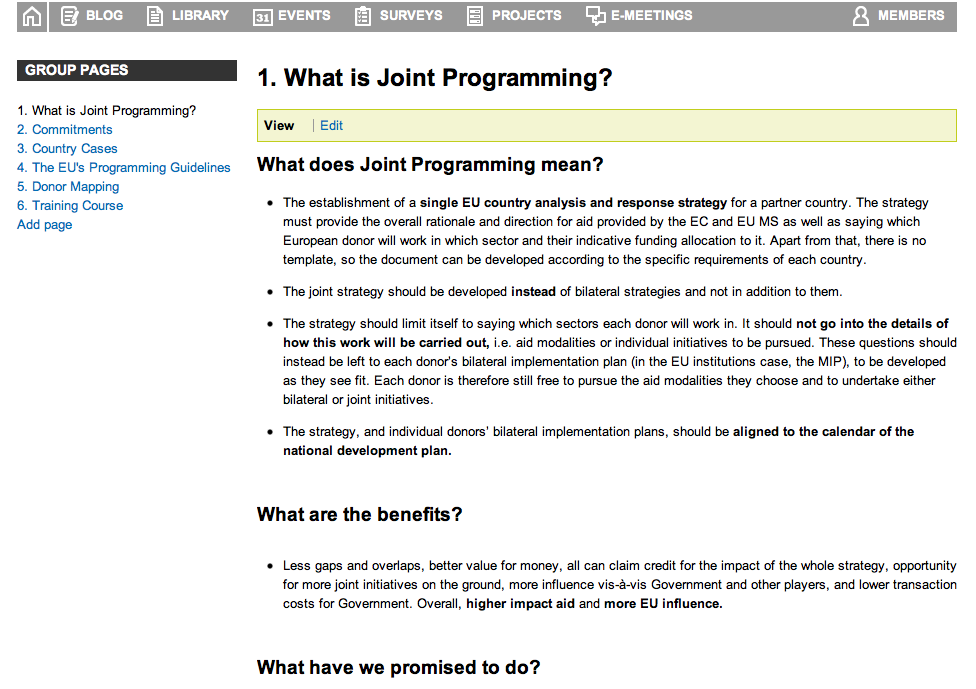 BLOG LIBRARY 31 EVENTS SURVEYS PROJECTS E-MEETINGS MEMBERS
GROUP PAGES
1. What is Joint Programming?
2. Commitments
3. Country Cases
4. The EU's Programming Guidelines
5. Donor Mapping
6. Training Course
Add page
1. What is Joint Programming?
View | Edit
What does Joint Programming mean?
• The establishment of a single EU country analysis and response strategy for a partner country. The strategy
must provide the overall rationale and direction for aid provided by the EC and EU MS as well as saying which
European donor will work in which sector and their indicative funding allocation to it. Apart from that, there is no
template, so the document can be developed according to the specific requirements of each country.
• The joint strategy should be developed instead of bilateral strategies and not in addition to them.
• The strategy should limit itself to saying which sectors each donor will work in. It should not go into the details of
how this work will be carried out, i.e. aid modalities or individual initiatives to be pursued. These questions should
instead be left to each donor's bilateral implementation plan (in the EU institutions case, the MIP), to be developed
as they see fit. Each donor is therefore still free to pursue the aid modalities they choose and to undertake either
bilateral or joint initiatives.
• The strategy, and individual donors' bilateral implementation plans, should be aligned to the calendar of the
national development plan.
What are the benefits?
• Less gaps and overlaps, better value for money, all can claim credit for the impact of the whole strategy, opportunity
for more joint initiatives on the ground, more influence vis-à-vis Government and other players, and lower transaction
costs for Government. Overall, higher impact aid and more EU influence.
What have we promised to do?